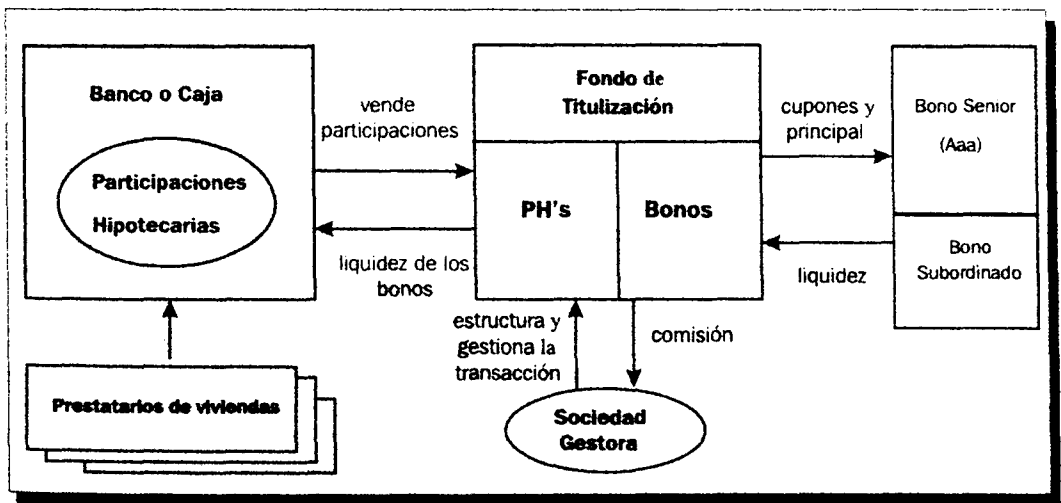 Banco o Caja
Participaciones
Hipotecarias
Prestatarios de viviendas
vende
participaciones
liquidez de los
bonos
Fondo de
Titulización
PH's
Bonos
estructura y
gestiona la
transacción
comisión
Sociedad
Gestora
cupones y
principal
liquidez
Bono Senior
(Aaa)
Bono
Subordinado